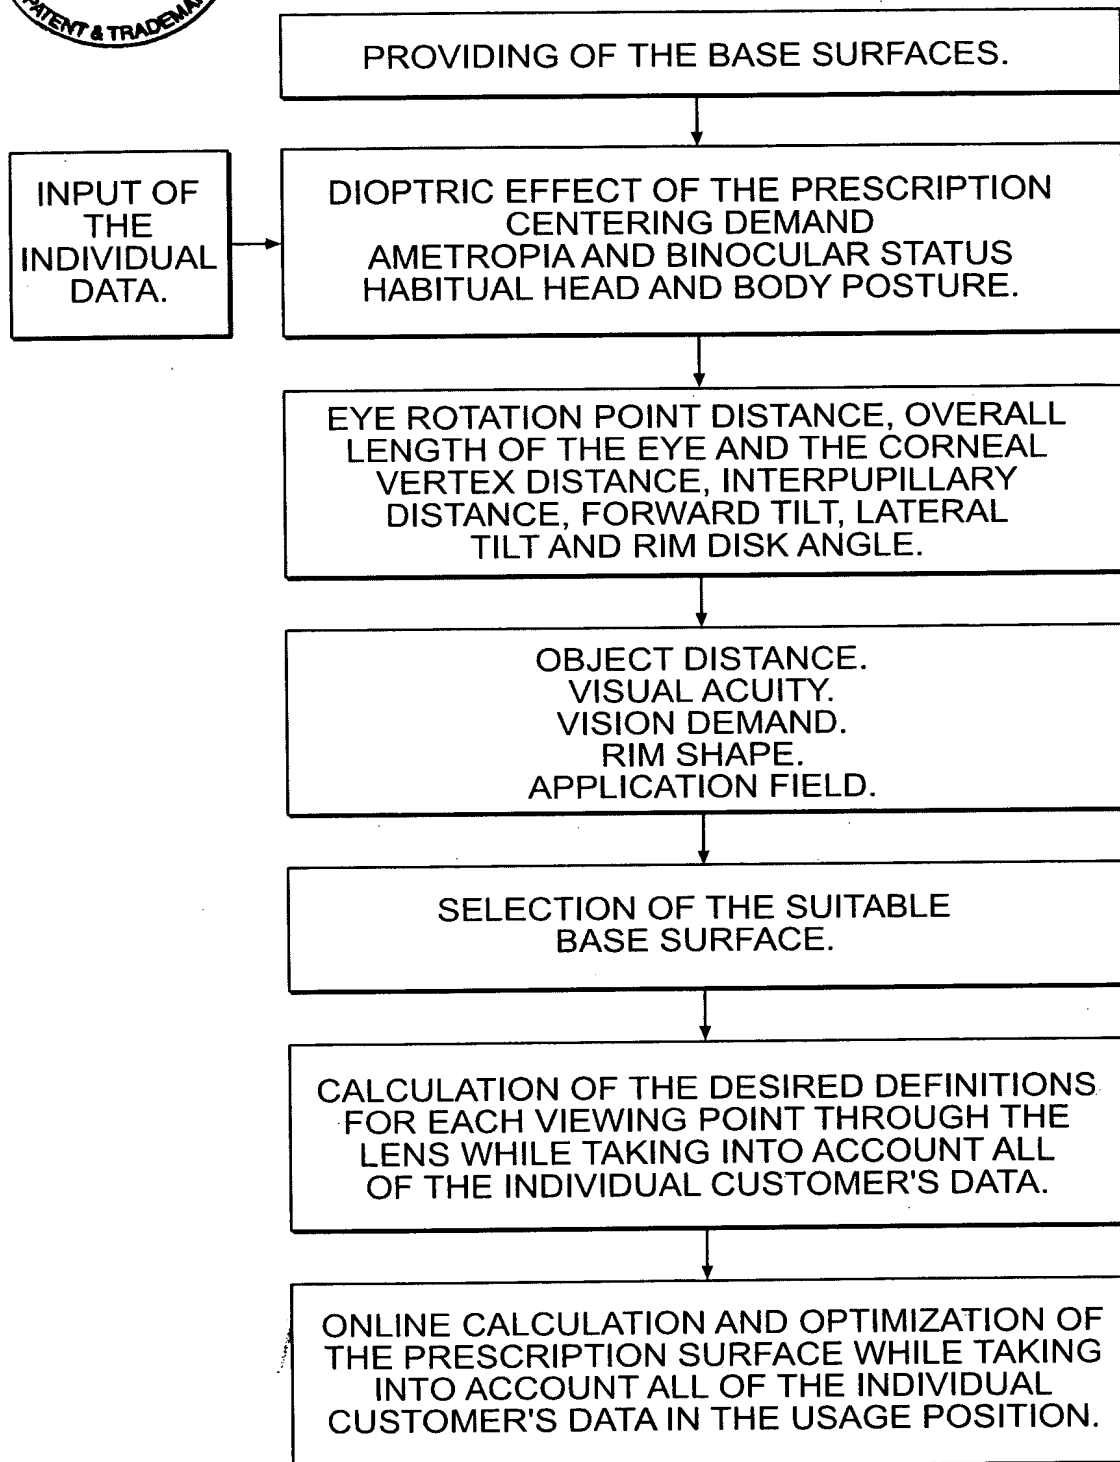 PATENT & TRADEMAR
PROVIDING OF THE BASE SURFACES.
INPUT OF
THE
INDIVIDUAL
DATA.
DIOPTRIC EFFECT OF THE PRESCRIPTION
CENTERING DEMAND
AMETROPIA AND BINOCULAR STATUS
HABITUAL HEAD AND BODY POSTURE.
EYE ROTATION POINT DISTANCE, OVERALL
LENGTH OF THE EYE AND THE CORNEAL
VERTEX DISTANCE, INTERPUPILLARY
DISTANCE, FORWARD TILT, LATERAL
TILT AND RIM DISK ANGLE.
OBJECT DISTANCE.
VISUAL ACUITY.
VISION DEMAND.
RIM SHAPE.
APPLICATION FIELD.
SELECTION OF THE SUITABLE
BASE SURFACE.
CALCULATION OF THE DESIRED DEFINITIONS
FOR EACH VIEWING POINT THROUGH THE
LENS WHILE TAKING INTO ACCOUNT ALL
OF THE INDIVIDUAL CUSTOMER'S DATA.
ONLINE CALCULATION AND OPTIMIZATION OF
THE PRESCRIPTION SURFACE WHILE TAKING
INTO ACCOUNT ALL OF THE INDIVIDUAL
CUSTOMER'S DATA IN THE USAGE POSITION.